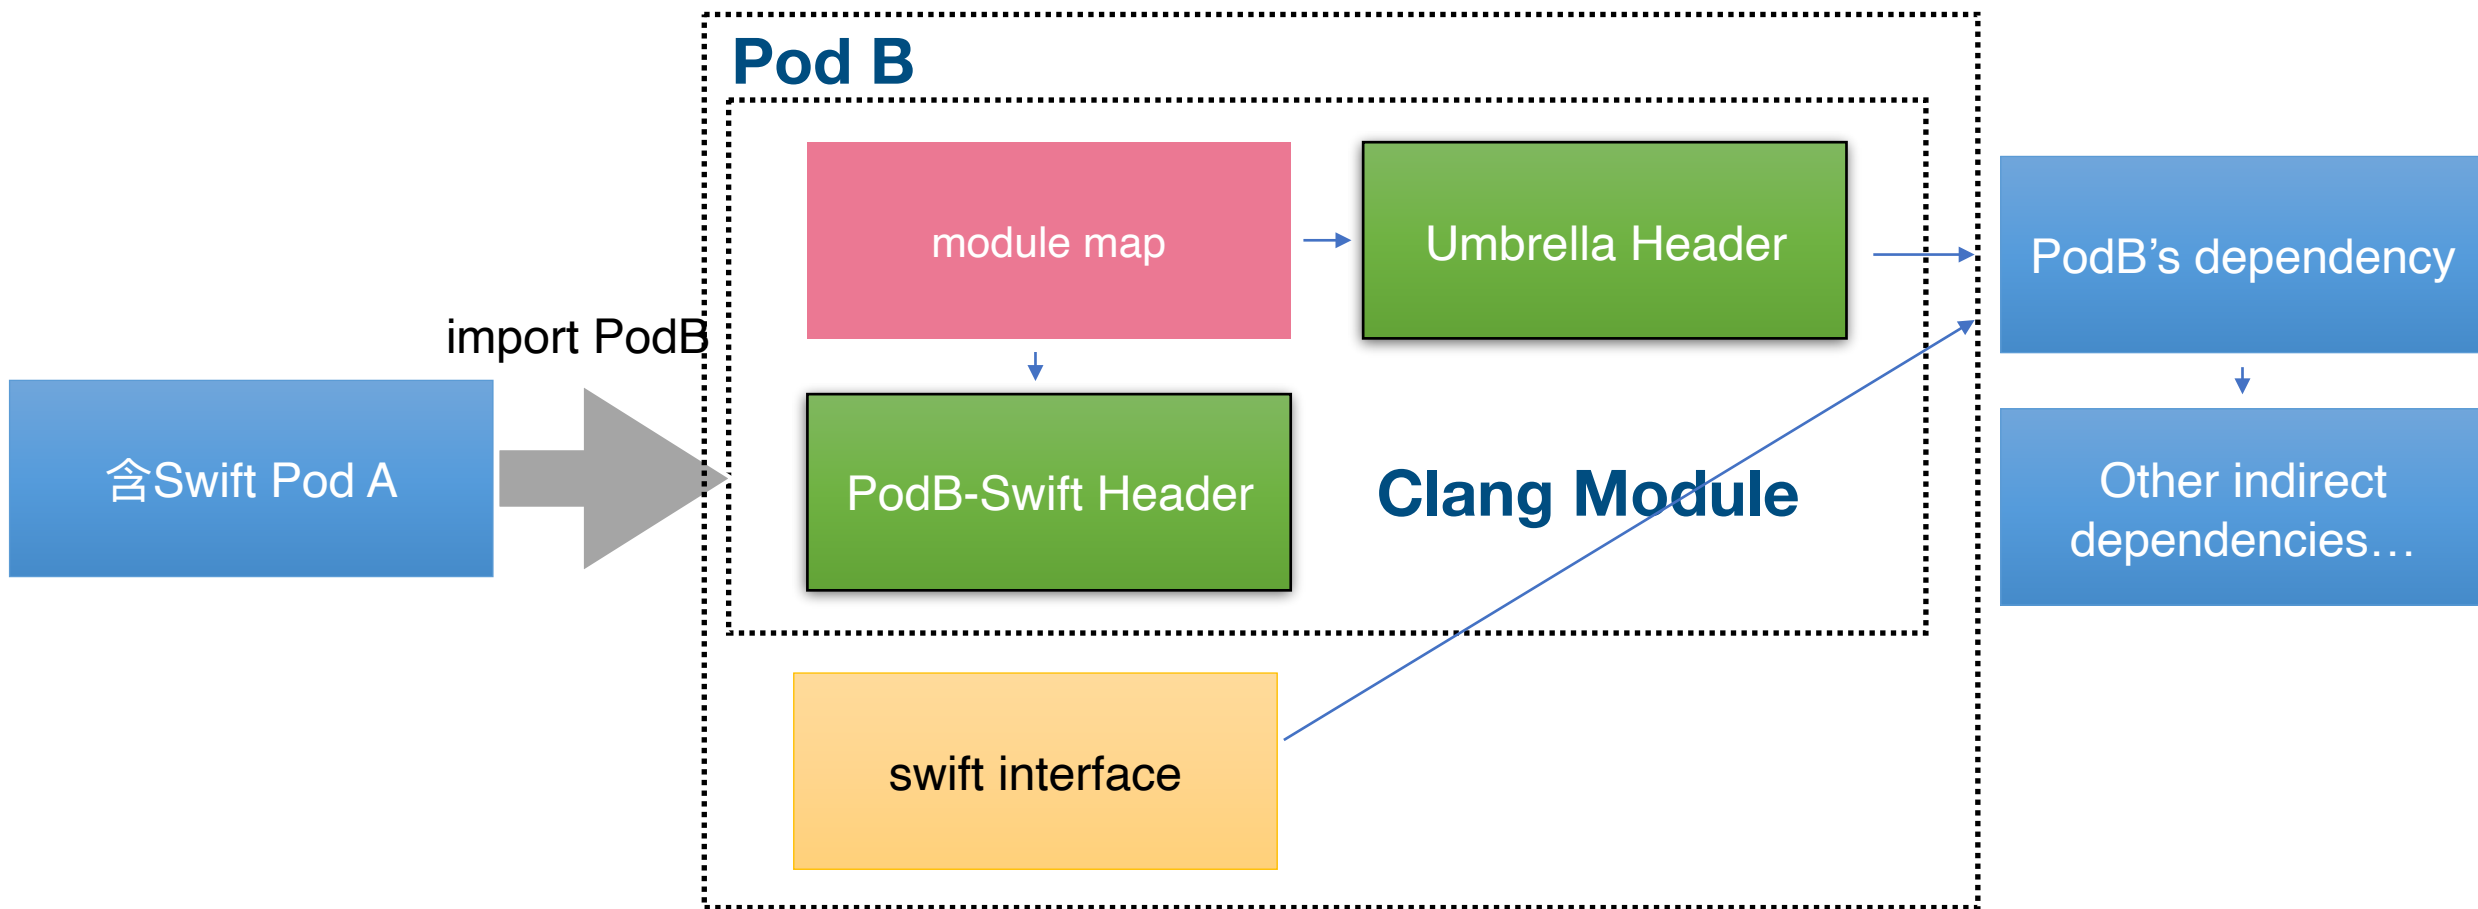 Pod B
module map
Umbrella Header
PodB’s dependency
import PodB
含Swift Pod A
PodB-Swift Header
Clang Module
Other indirect
dependencies…
swift interface